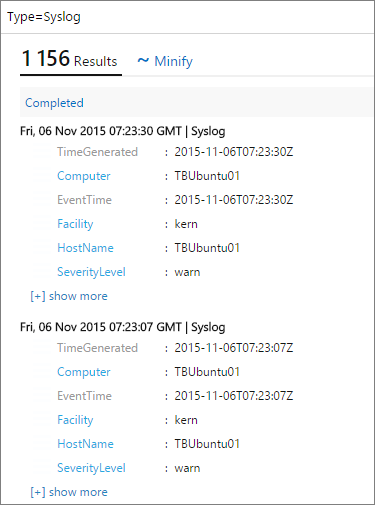 Type=Syslog
1 156 Results ~ Minify
Completed
Fri, 06 Nov 2015 07:23:30 GMT | Syslog
TimeGenerated : 2015-11-06T07:23:30Z
Computer : TBUbuntu01
EventTime : 2015-11-06T07:23:30Z
Facility : kern
HostName : TBUbuntu01
SeverityLevel : warn
[+] show more
Fri, 06 Nov 2015 07:23:07 GMT | Syslog
TimeGenerated : 2015-11-06T07:23:07Z
Computer : TBUbuntu01
EventTime : 2015-11-06T07:23:07Z
Facility : kern
HostName : TBUbuntu01
SeverityLevel : warn
[+] show more